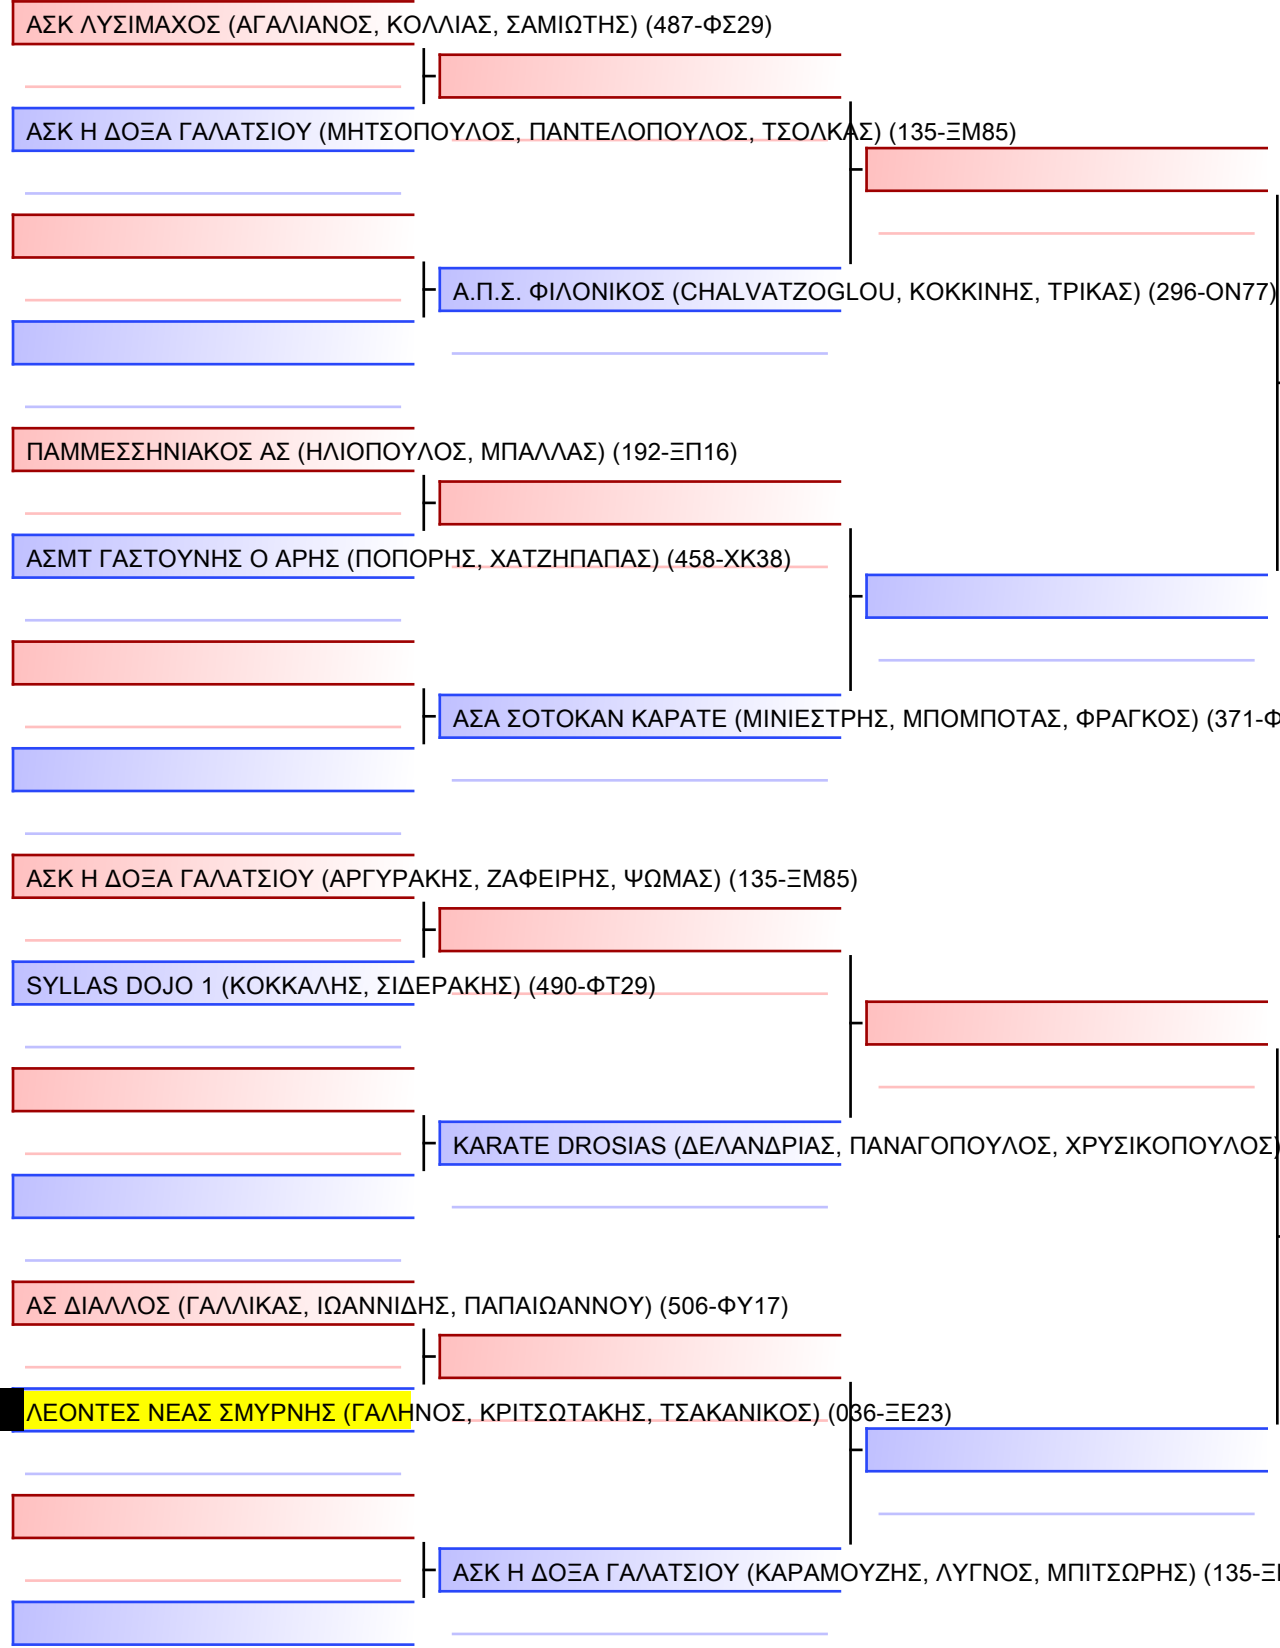 ΑΣΚ ΛΥΣΙΜΑΧΟΣ (ΑΓΑΛΙΑΝΟΣ, ΚΟΛΛΙΑΣ, ΣΑΜΙΩΤΗΣ) (487-ΦΣ29)
ΑΣΚ Η ΔΟΞΑ ΓΑΛΑΤΣΙΟΥ (ΜΗΤΣΟΠΟΥΛΟΣ, ΠΑΝΤΕΛΟΠΟΥΛΟΣ, ΤΣΟΛΚΑΣ) (135-ΞΜ85)
Α.Π.Σ. ΦΙΛΟΝΙΚΟΣ (CHALVATZOGLOU, ΚΟΚΚΙΝΗΣ, ΤΡΙΚΑΣ) (296-ΟΝ77)
ΠΑΜΜΕΣΣΗΝΙΑΚΟΣ ΑΣ (ΗΛΙΟΠΟΥΛΟΣ, ΜΠΑΛΛΑΣ) (192-ΞΠ16)
ΑΣΜΤ ΓΑΣΤΟΥΝΗΣ Ο ΑΡΗΣ (ΠΟΠΟΡΗΣ, ΧΑΤΖΗΠΑΠΑΣ) (458-ΧΚ38)
ΑΣΑ ΣΟΤΟΚΑΝ ΚΑΡΑΤΕ (ΜΙΝΙΕΣΤΡΗΣ, ΜΠΟΜΠΟΤΑΣ, ΦΡΑΓΚΟΣ) (371-Φ
ΑΣΚ Η ΔΟΞΑ ΓΑΛΑΤΣΙΟΥ (ΑΡΓΥΡΑΚΗΣ, ΖΑΦΕΙΡΗΣ, ΨΩΜΑΣ) (135-ΞΜ85)
SYLLAS DOJO 1 (ΚΟΚΚΑΛΗΣ, ΣΙΔΕΡΑΚΗΣ) (490-ΦΤ29)
KARATE DROSIAS (ΔΕΛΑΝΔΡΙΑΣ, ΠΑΝΑΓΟΠΟΥΛΟΣ, ΧΡΥΣΙΚΟΠΟΥΛΟΣ)
ΑΣ ΔΙΑΛΛΟΣ (ΓΑΛΛΙΚΑΣ, ΙΩΑΝΝΙΔΗΣ, ΠΑΠΑΙΩΑΝΝΟΥ) (506-ΦΥ17)
ΛΕΟΝΤΕΣ ΝΕΑΣ ΣΜΥΡΝΗΣ (ΓΑΛΗΝΟΣ, ΚΡΙΤΣΩΤΑΚΗΣ, ΤΣΑΚΑΝΙΚΟΣ) (036-ΞΕ23)
ΑΣΚ Η ΔΟΞΑ ΓΑΛΑΤΣΙΟΥ (ΚΑΡΑΜΟΥΖΗΣ, ΛΥΓΝΟΣ, ΜΠΙΤΣΩΡΗΣ) (135-Ξ